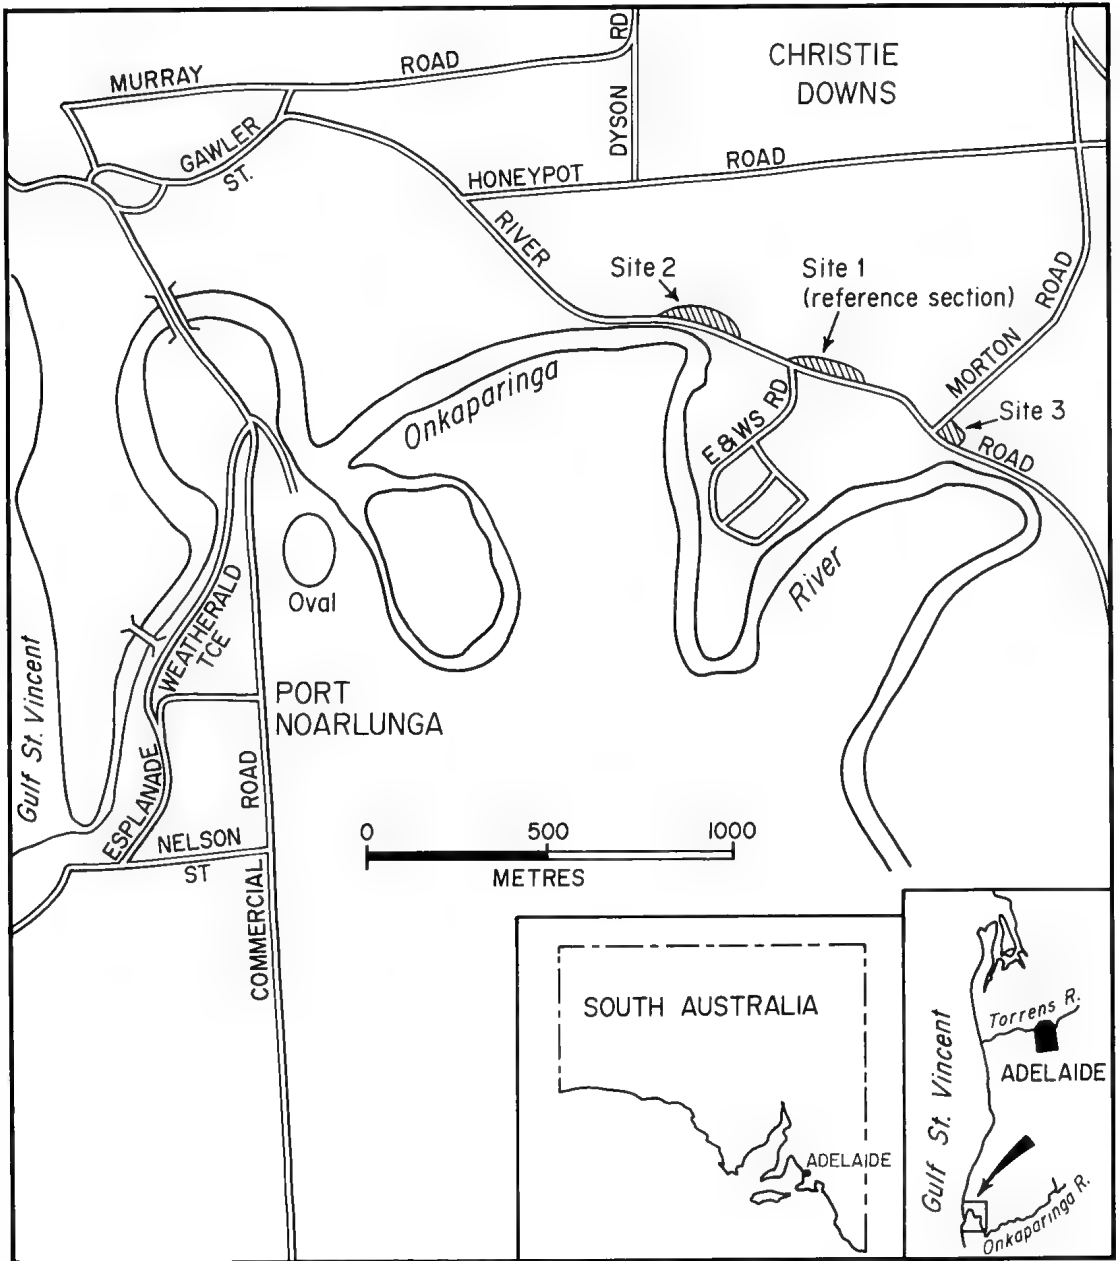 MURRAY ROAD
RD
DYSON
CHRISTIE
DOWNS
GAWLER
ST.
HONEYPOT ROAD
RIVER
Site 2
Site 1
(reference section)
MORTON ROAD
Onkaparinga
E & WS RD
Site 3
ROAD
River
Oval
WEATHERALD
TCE
Gulf St. Vincent
PORT
NOARLUNGA
ESPLANADE
ROAD
NELSON
ST
COMMERCIAL
0 500 1000
METRES
SOUTH AUSTRALIA
ADELAIDE
Torrens R.
ADELAIDE
Gulf St. Vincent
Onkaparinga R.